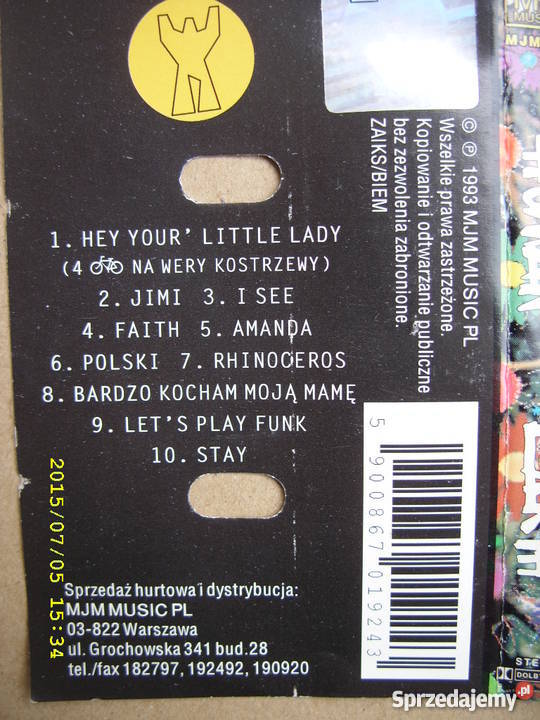 1. HEY YOUR' LITTLE LADY
(4 NA WERY KOSTRZEWY)
2. JIMI 3. I SEE
4. FAITH 5. AMANDA
6. POLSKI 7. RHINOCEROS
8. BARDZO KOCHAM MOJĄ MAMĘ
9. LET'S PLAY FUNK
10. STAY
Sprzedaż hurtowa i dystrybucja:
MJM MUSIC PL
03-822 Warszawa
ul. Grochowska 341 bud.28
tel./fax 182797, 192492, 190920
© ℗ 1993 MJM MUSIC PL
Wszelkie prawa zastrzeżone.
Kopiowanie i odtwarzanie publiczne
bez zezwolenia zabronione.
ZAIKS/BIEM
5 900867 019243
2015/07/05 15:34
MJM
STE
DOLB
Sprzedajemy
.pl